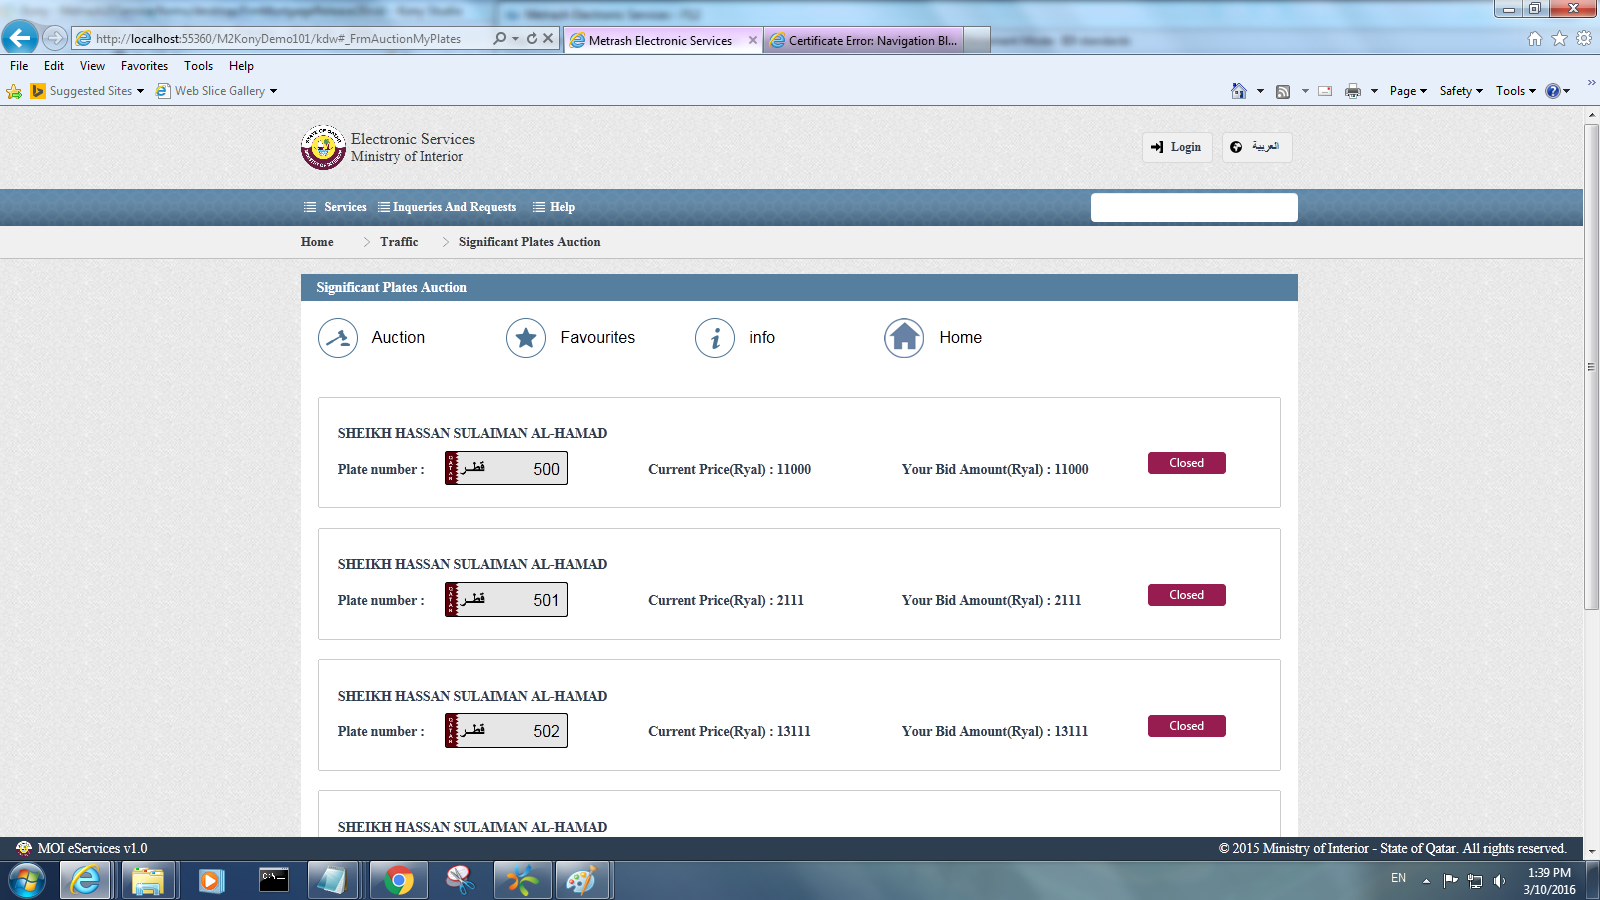 http://localhost:55360/M2KonyDemo101/kdw#_FrmAuctionMyPlates
Metrash Electronic Services
Certificate Error: Navigation Bl...
File Edit View Favorites Tools Help
Suggested Sites
Web Slice Gallery
Page Safety Tools
Electronic Services
Ministry of Interior
Login
العربية
Services Inqueries And Requests Help
Home Traffic Significant Plates Auction
Significant Plates Auction
Auction Favourites info Home
SHEIKH HASSAN SULAIMAN AL-HAMAD
Plate number : QATAR قطر 500 Current Price(Ryal) : 11000 Your Bid Amount(Ryal) : 11000 Closed
SHEIKH HASSAN SULAIMAN AL-HAMAD
Plate number : QATAR قطر 501 Current Price(Ryal) : 2111 Your Bid Amount(Ryal) : 2111 Closed
SHEIKH HASSAN SULAIMAN AL-HAMAD
Plate number : QATAR قطر 502 Current Price(Ryal) : 13111 Your Bid Amount(Ryal) : 13111 Closed
SHEIKH HASSAN SULAIMAN AL-HAMAD
MOI eServices v1.0
© 2015 Ministry of Interior - State of Qatar. All rights reserved.
EN
1:39 PM
3/10/2016